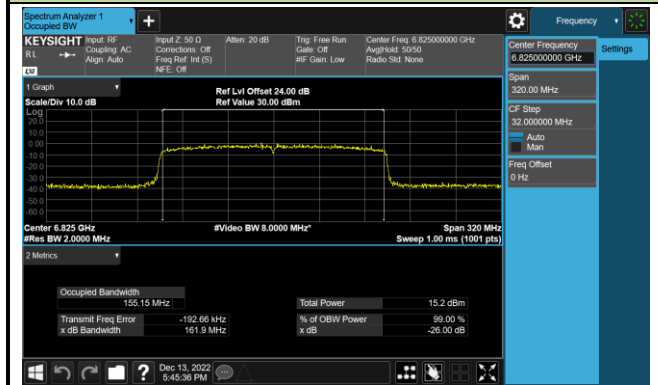 Spectrum Analyzer 1
Occupied BW
Frequency
KEYSIGHT
RL
Input: RF
Coupling: AC
Align: Auto
Input Z: 50 Ω
Corrections: Off
Freq Ref: Int (S)
NFE: Off
Atten: 20 dB
Trig: Free Run
Gate: Off
#IF Gain: Low
Center Freq: 6.825000000 GHz
Avg|Hold: 50/50
Radio Std: None
LXI
1 Graph
Scale/Div 10.0 dB
Ref Lvl Offset 24.00 dB
Ref Value 30.00 dBm
Log
20.0
10.0
0.00
-10.0
-20.0
-30.0
-40.0
-50.0
-60.0
Center 6.825 GHz
#Video BW 8.0000 MHz*
Span 320 MHz
#Res BW 2.0000 MHz
Sweep 1.00 ms (1001 pts)
2 Metrics
Occupied Bandwidth
155.15 MHz
Total Power 15.2 dBm
Transmit Freq Error -192.66 kHz
% of OBW Power 99.00 %
x dB Bandwidth 161.9 MHz
x dB -26.00 dB
Center Frequency
6.825000000 GHz
Settings
Span
320.00 MHz
CF Step
32.000000 MHz
Auto
Man
Freq Offset
0 Hz
Dec 13, 2022
5:45:36 PM